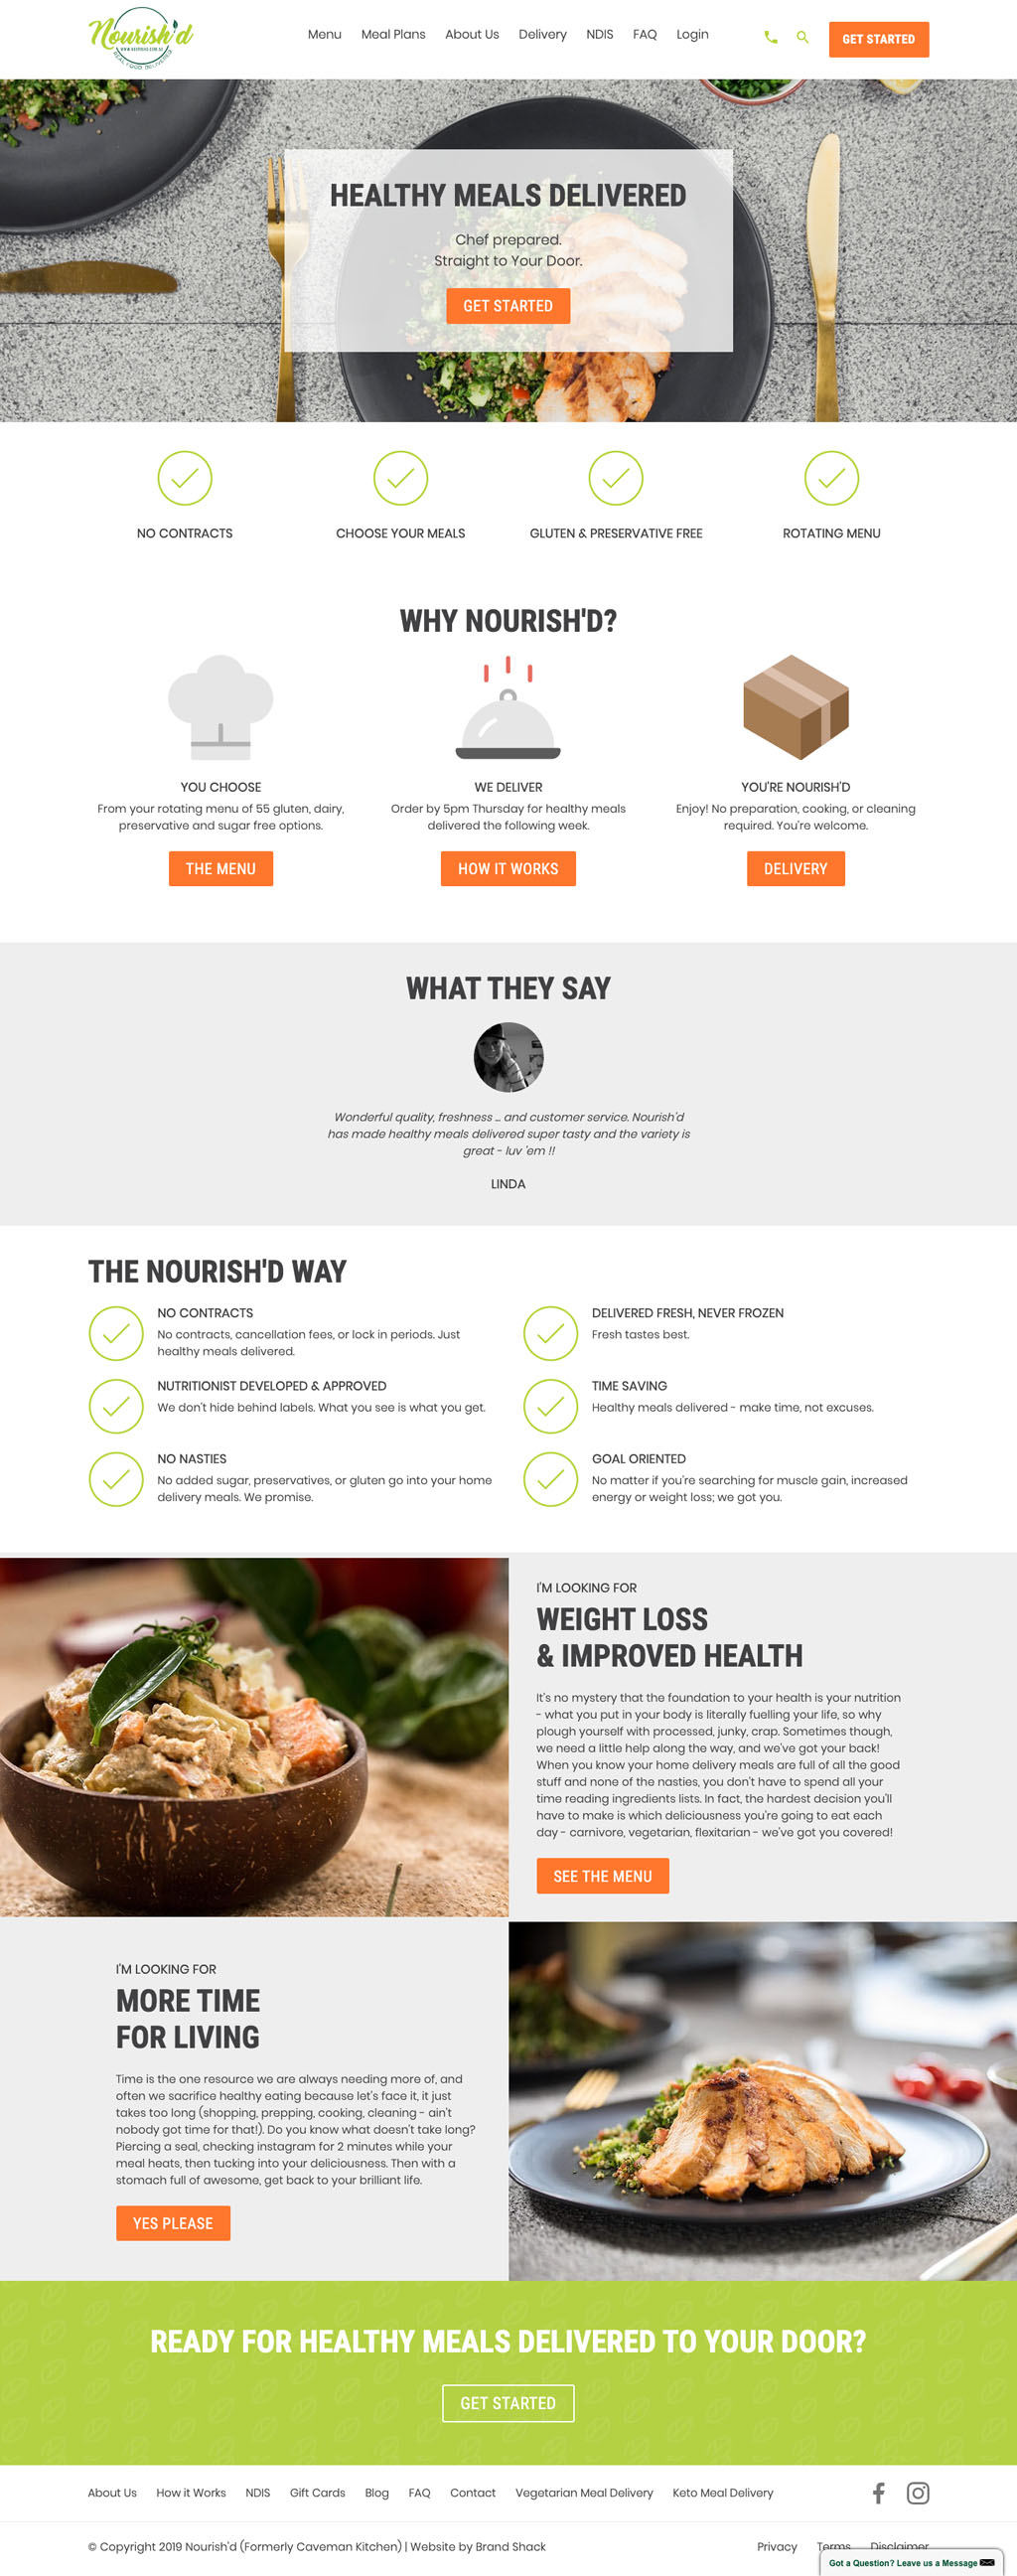 Nourish'd
WWW.NOURISHD.COM.AU
REAL FOOD DELIVERED
Menu Meal Plans About Us Delivery NDIS FAQ Login
GET STARTED
HEALTHY MEALS DELIVERED
Chef prepared.
Straight to Your Door.
GET STARTED
NO CONTRACTS
CHOOSE YOUR MEALS
GLUTEN & PRESERVATIVE FREE
ROTATING MENU
WHY NOURISH'D?
YOU CHOOSE
From your rotating menu of 55 gluten, dairy,
preservative and sugar free options.
THE MENU
WE DELIVER
Order by 5pm Thursday for healthy meals
delivered the following week.
HOW IT WORKS
YOU'RE NOURISH'D
Enjoy! No preparation, cooking, or cleaning
required. You're welcome.
DELIVERY
WHAT THEY SAY
Wonderful quality, freshness ... and customer service. Nourish'd
has made healthy meals delivered super tasty and the variety is
great - luv 'em !!
LINDA
THE NOURISH'D WAY
NO CONTRACTS
No contracts, cancellation fees, or lock in periods. Just
healthy meals delivered.
DELIVERED FRESH, NEVER FROZEN
Fresh tastes best.
NUTRITIONIST DEVELOPED & APPROVED
We don't hide behind labels. What you see is what you get.
TIME SAVING
Healthy meals delivered - make time, not excuses.
NO NASTIES
No added sugar, preservatives, or gluten go into your home
delivery meals. We promise.
GOAL ORIENTED
No matter if you're searching for muscle gain, increased
energy or weight loss; we got you.
I'M LOOKING FOR
WEIGHT LOSS
& IMPROVED HEALTH
It's no mystery that the foundation to your health is your nutrition
- what you put in your body is literally fuelling your life, so why
plough yourself with processed, junky, crap. Sometimes though,
we need a little help along the way, and we've got your back!
When you know your home delivery meals are full of all the good
stuff and none of the nasties, you don't have to spend all your
time reading ingredients lists. In fact, the hardest decision you'll
have to make is which deliciousness you're going to eat each
day - carnivore, vegetarian, flexitarian - we've got you covered!
SEE THE MENU
I'M LOOKING FOR
MORE TIME
FOR LIVING
Time is the one resource we are always needing more of, and
often we sacrifice healthy eating because let's face it, it just
takes too long (shopping, prepping, cooking, cleaning - ain't
nobody got time for that!). Do you know what doesn't take long?
Piercing a seal, checking instagram for 2 minutes while your
meal heats, then tucking into your deliciousness. Then with a
stomach full of awesome, get back to your brilliant life.
YES PLEASE
READY FOR HEALTHY MEALS DELIVERED TO YOUR DOOR?
GET STARTED
About Us How it Works NDIS Gift Cards Blog FAQ Contact Vegetarian Meal Delivery Keto Meal Delivery
© Copyright 2019 Nourish'd (Formerly Caveman Kitchen) | Website by Brand Shack
Privacy Terms Disclaimer
Got a Question? Leave us a Message